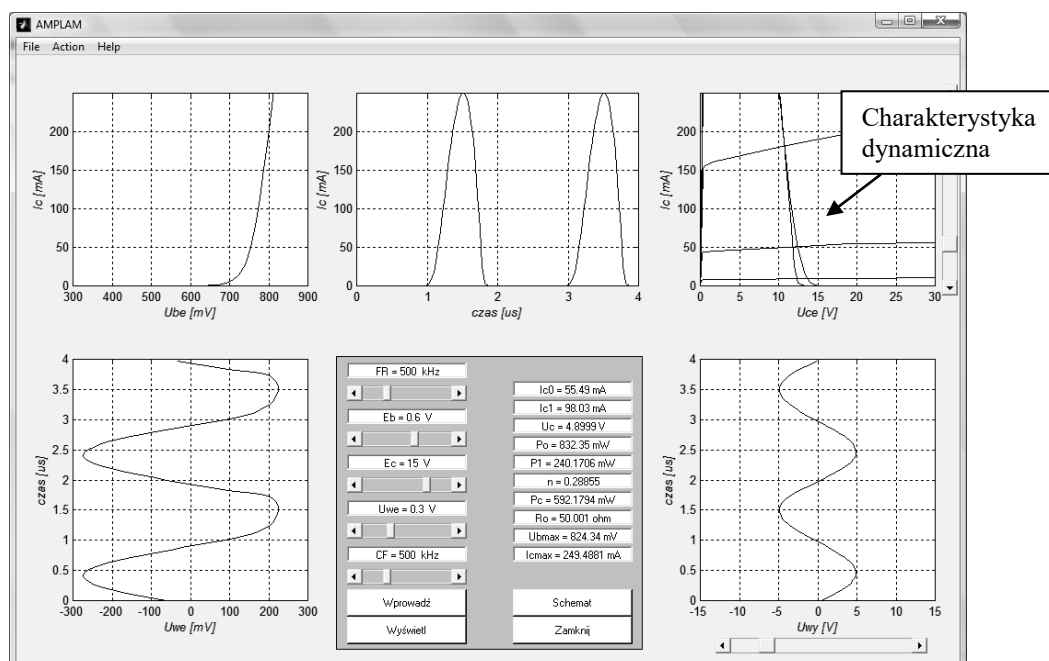 AMPLAM
File Action Help
200
150
100
50
0
Ic [mA]
300 400 500 600 700 800 900
Ube [mV]
200
150
100
50
0
Ic [mA]
1 2 3 4
czas [us]
200
150
100
50
0
Ic [mA]
0 5 10 15 20 25 30
Uce [V]
Charakterystyka
dynamiczna
4
3.5
3
2.5
2
1.5
1
0.5
0
czas [us]
-300 -200 -100 0 100 200 300
Uwe [mV]
FR = 500 kHz
Eb = 0.6 V
Ec = 15 V
Uwe = 0.3 V
CF = 500 kHz
Wprowadź
Wyświetl
Ic0 = 55.49 mA
Ic1 = 98.03 mA
Uc = 4.8999 V
Po = 832.35 mW
P1 = 240.1706 mW
n = 0.28855
Pc = 592.1794 mW
Ro = 50.001 ohm
Ubmax = 824.34 mV
Icmax = 249.4881 mA
Schemat
Zamknij
4
3.5
3
2.5
2
1.5
1
0.5
0
czas [us]
-15 -10 -5 0 5 10 15
Uwy [V]